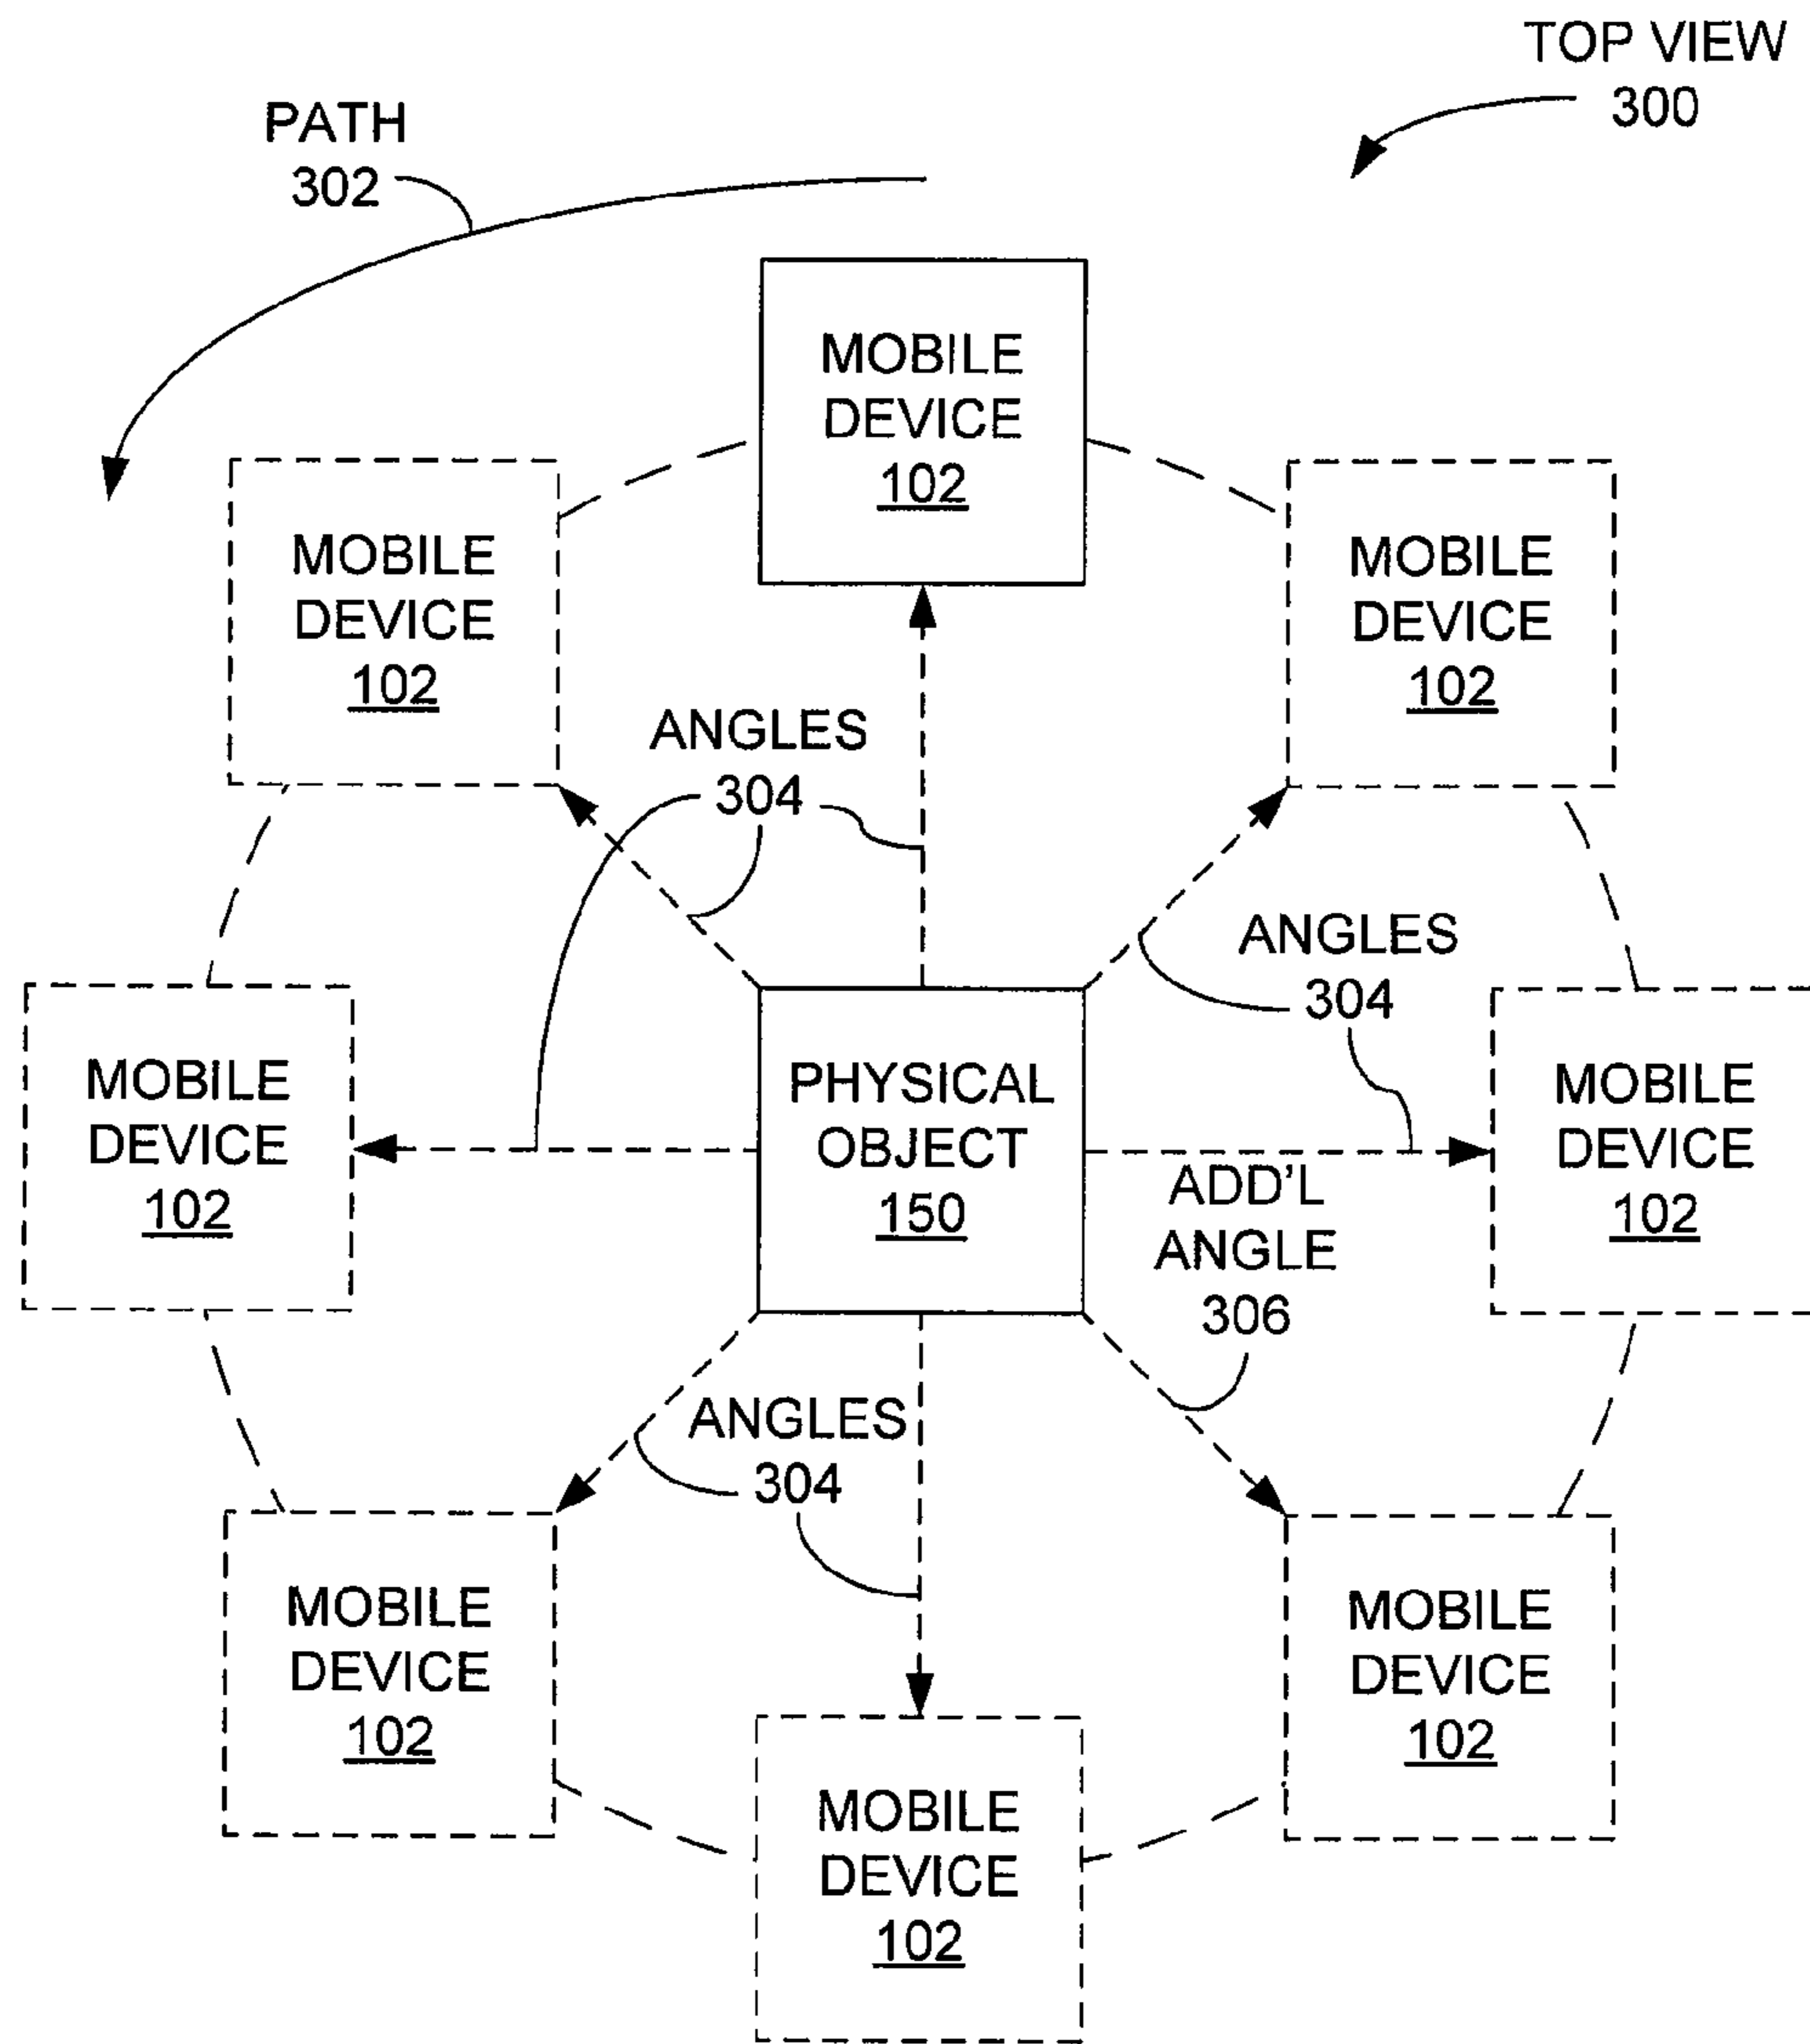 TOP VIEW
300
PATH
302
MOBILE
DEVICE
102
MOBILE
DEVICE
102
MOBILE
DEVICE
102
ANGLES
304
ANGLES
304
MOBILE
DEVICE
102
PHYSICAL
OBJECT
150
MOBILE
DEVICE
102
ADD'L
ANGLE
306
ANGLES
304
MOBILE
DEVICE
102
MOBILE
DEVICE
102
MOBILE
DEVICE
102